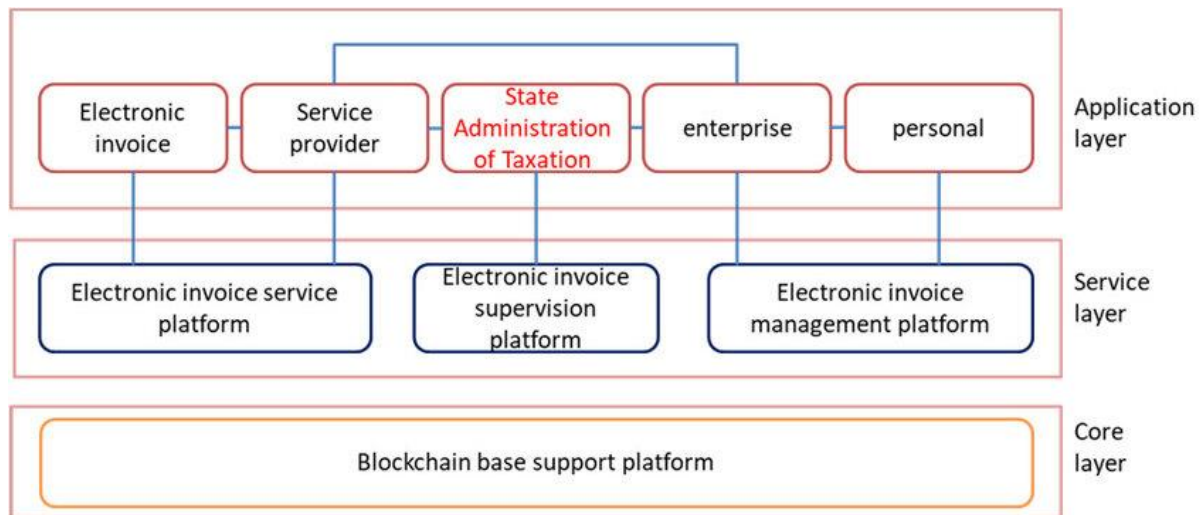 Electronic
invoice
Service
provider
State
Administration
of Taxation
enterprise
personal
Application
layer
Electronic invoice service
platform
Electronic invoice
supervision
platform
Electronic invoice
management platform
Service
layer
Blockchain base support platform
Core
layer